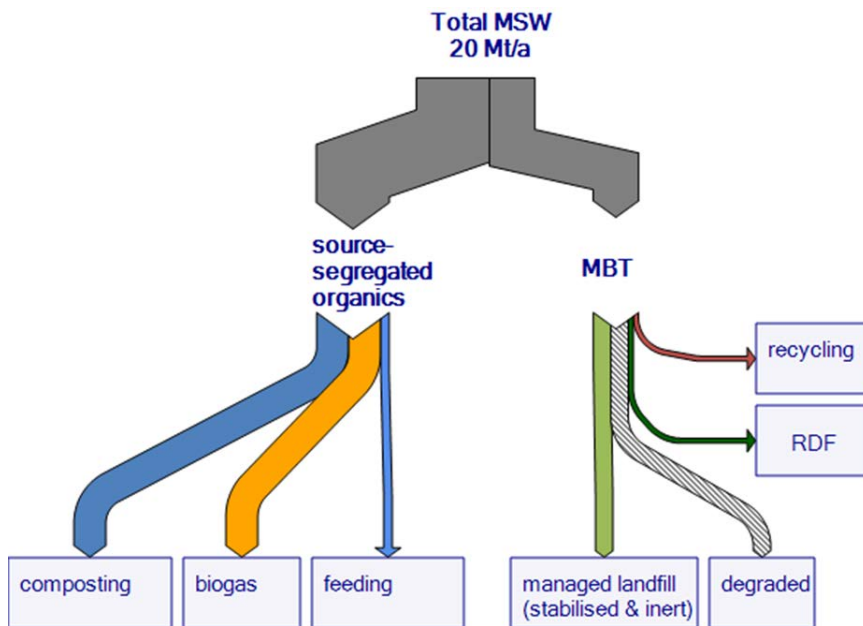 Total MSW
20 Mt/a
source-
segregated
organics
MBT
recycling
RDF
composting
biogas
feeding
managed landfill
(stabilised & inert)
degraded